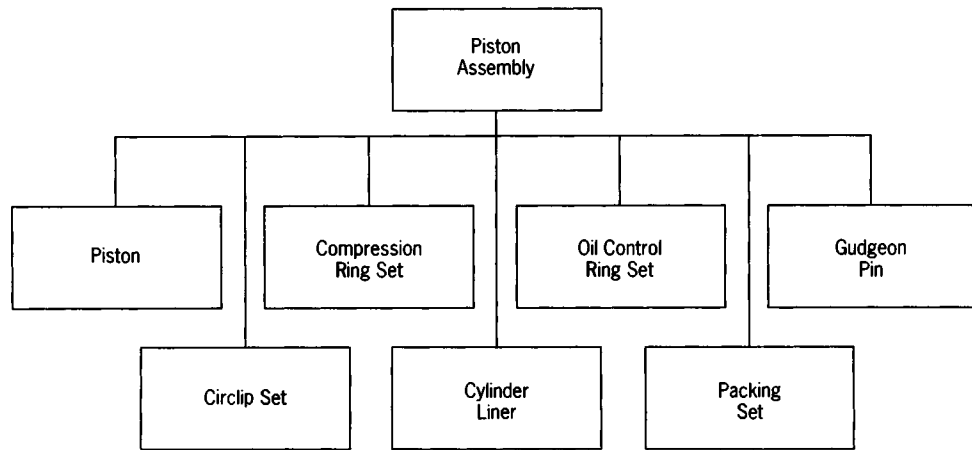 Piston
Assembly
Piston
Compression
Ring Set
Oil Control
Ring Set
Gudgeon
Pin
Circlip Set
Cylinder
Liner
Packing
Set